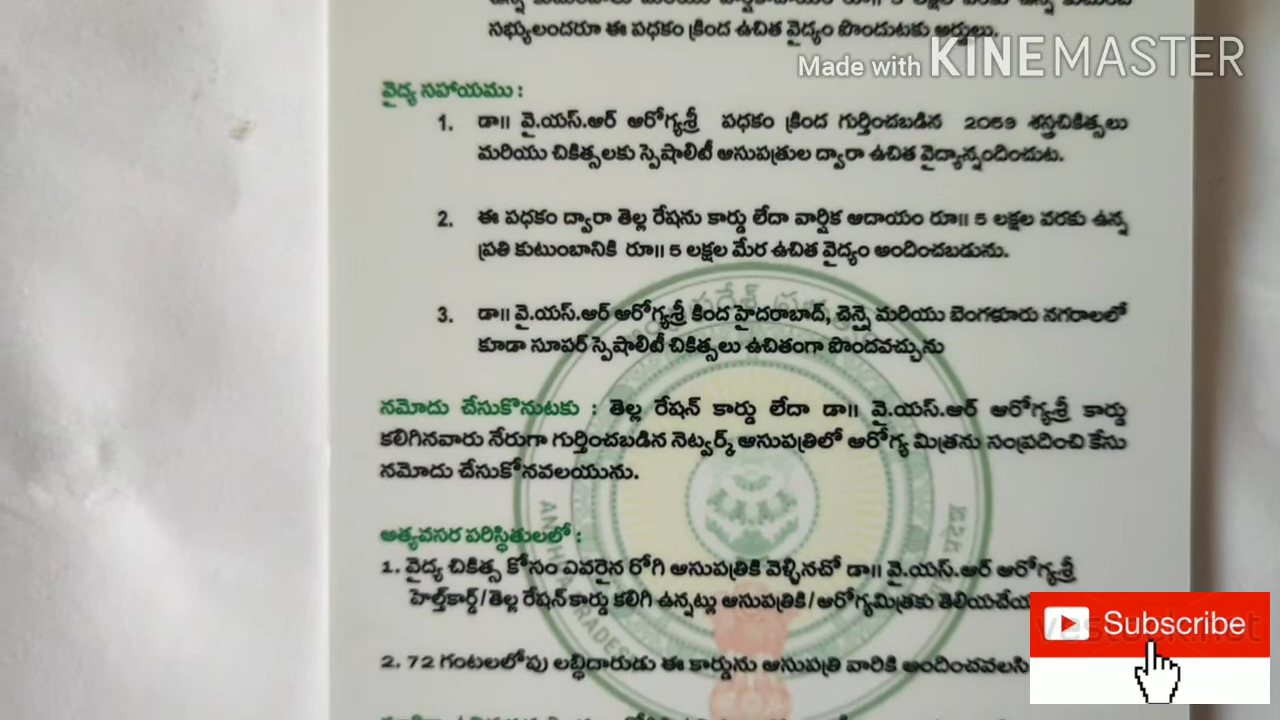 సభ్యులందరూ ఈ పధకం క్రింద ఉచిత వైద్యం పొందుటకు అర్హులు.
Made with KINEMASTER
వైద్య సహాయము :
1. డా॥ వై.యస్.ఆర్ ఆరోగ్యశ్రీ పధకం క్రింద గుర్తించబడిన 2059 శస్త్రచికిత్సలు
మరియు చికిత్సలకు స్పెషాలిటీ ఆసుపత్రుల ద్వారా ఉచిత వైద్యాన్నందించుట.
2. ఈ పధకం ద్వారా తెల్ల రేషను కార్డు లేదా వార్షిక ఆదాయం రూ॥ 5 లక్షల వరకు ఉన్న
ప్రతి కుటుంబానికి రూ॥ 5 లక్షల మేర ఉచిత వైద్యం అందించబడును.
3. డా॥ వై.యస్.ఆర్ ఆరోగ్యశ్రీ కింద హైదరాబాద్, చెన్నై మరియు బెంగళూరు నగరాలలో
కూడా సూపర్ స్పెషాలిటీ చికిత్సలు ఉచితంగా పొందవచ్చును
నమోదు చేసుకొనుటకు : తెల్ల రేషన్ కార్డు లేదా డా॥ వై.యస్.ఆర్ ఆరోగ్యశ్రీ కార్డు
కలిగినవారు నేరుగా గుర్తించబడిన నెట్వర్క్ ఆసుపత్రిలో ఆరోగ్య మిత్రను సంప్రదించి కేసు
నమోదు చేసుకోనవలయును.
అత్యవసర పరిస్థితులలో :
1. వైద్య చికిత్స కోసం ఎవరైన రోగి ఆసుపత్రికి వెళ్ళినచో డా॥ వై.యస్.ఆర్ ఆరోగ్యశ్రీ
హెల్త్‌కార్డ్/తెల్ల రేషన్ కార్డు కలిగి ఉన్నట్లు ఆసుపత్రికి/ఆరోగ్యమిత్రకు
Subscribe
2. 72 గంటలలోపు లబ్ధిదారుడు ఈ కార్డును ఆసుపత్రి వారికి